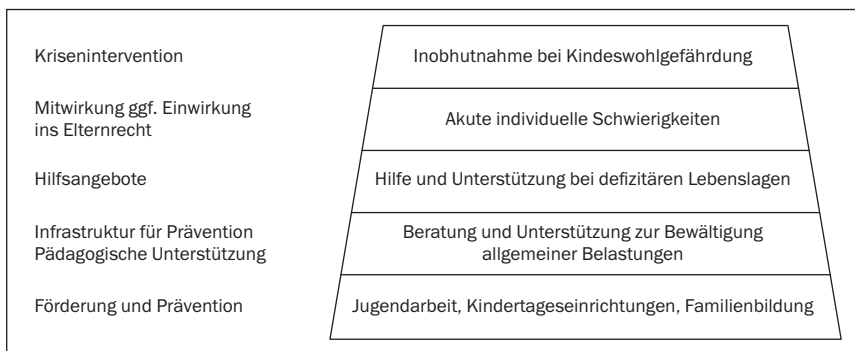 Krisenintervention
Inobhutnahme bei Kindeswohlgefährdung
Mitwirkung ggf. Einwirkung
ins Elternrecht
Akute individuelle Schwierigkeiten
Hilfsangebote
Hilfe und Unterstützung bei defizitären Lebenslagen
Infrastruktur für Prävention
Pädagogische Unterstützung
Beratung und Unterstützung zur Bewältigung
allgemeiner Belastungen
Förderung und Prävention
Jugendarbeit, Kindertageseinrichtungen, Familienbildung